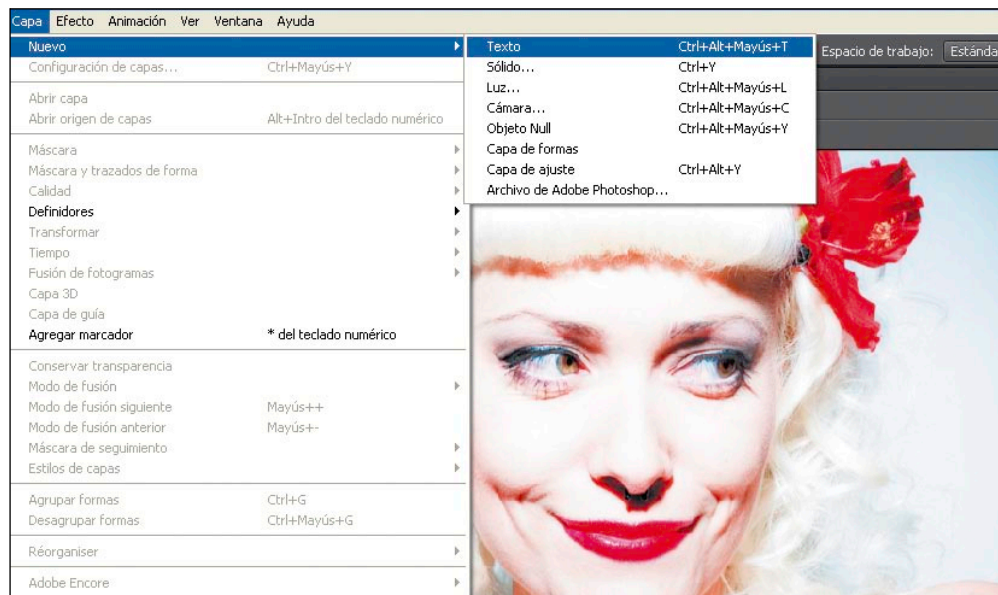 Capa Efecto Animación Ver Ventana Ayuda
Nuevo
Configuración de capas... Ctrl+Mayús+Y
Abrir capa
Abrir origen de capas Alt+Intro del teclado numérico
Máscara
Máscara y trazados de forma
Calidad
Definidores
Transformar
Tiempo
Fusión de fotogramas
Capa 3D
Capa de guía
Agregar marcador * del teclado numérico
Conservar transparencia
Modo de fusión
Modo de fusión siguiente Mayús++
Modo de fusión anterior Mayús+-
Máscara de seguimiento
Estilos de capas
Agrupar formas Ctrl+G
Desagrupar formas Ctrl+Mayús+G
Réorganiser
Adobe Encore
Texto Ctrl+Alt+Mayús+T
Sólido... Ctrl+Y
Luz... Ctrl+Alt+Mayús+L
Cámara... Ctrl+Alt+Mayús+C
Objeto Null Ctrl+Alt+Mayús+Y
Capa de formas
Capa de ajuste Ctrl+Alt+Y
Archivo de Adobe Photoshop...
Espacio de trabajo: Estánda